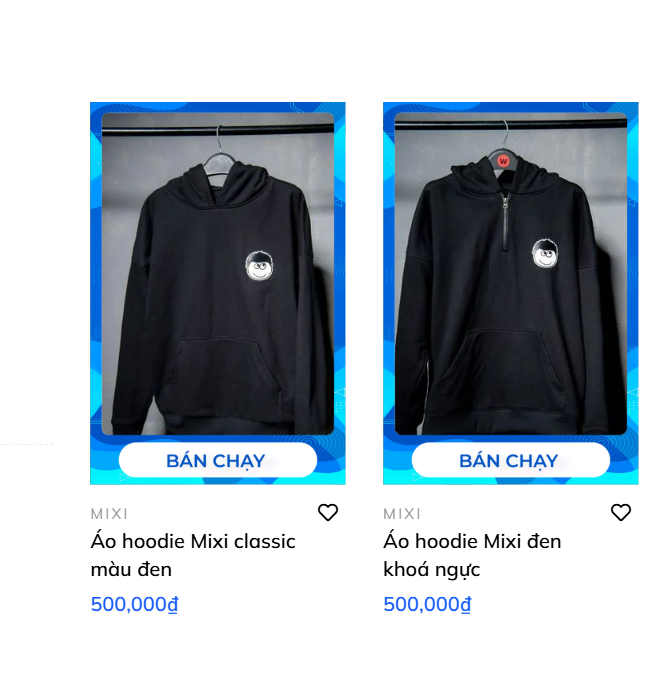 W
BÁN CHẠY
BÁN CHẠY
MIXI
Áo hoodie Mixi classic
màu đen
500,000₫
MIXI
Áo hoodie Mixi đen
khoá ngực
500,000₫